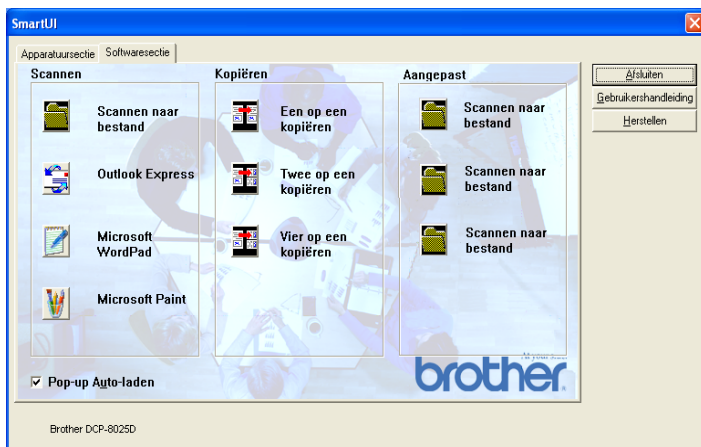 SmartUI
Apparatuursectie
Softwaresectie
Scannen
Scannen naar
bestand
Outlook Express
Microsoft
WordPad
Microsoft Paint
Kopiëren
Een op een
kopiëren
Twee op een
kopiëren
Vier op een
kopiëren
Aangepast
Scannen naar
bestand
Scannen naar
bestand
Scannen naar
bestand
Afsluiten
Gebruikershandleiding
Herstellen
Pop-up Auto-laden
At your
brother
Brother DCP-8025D